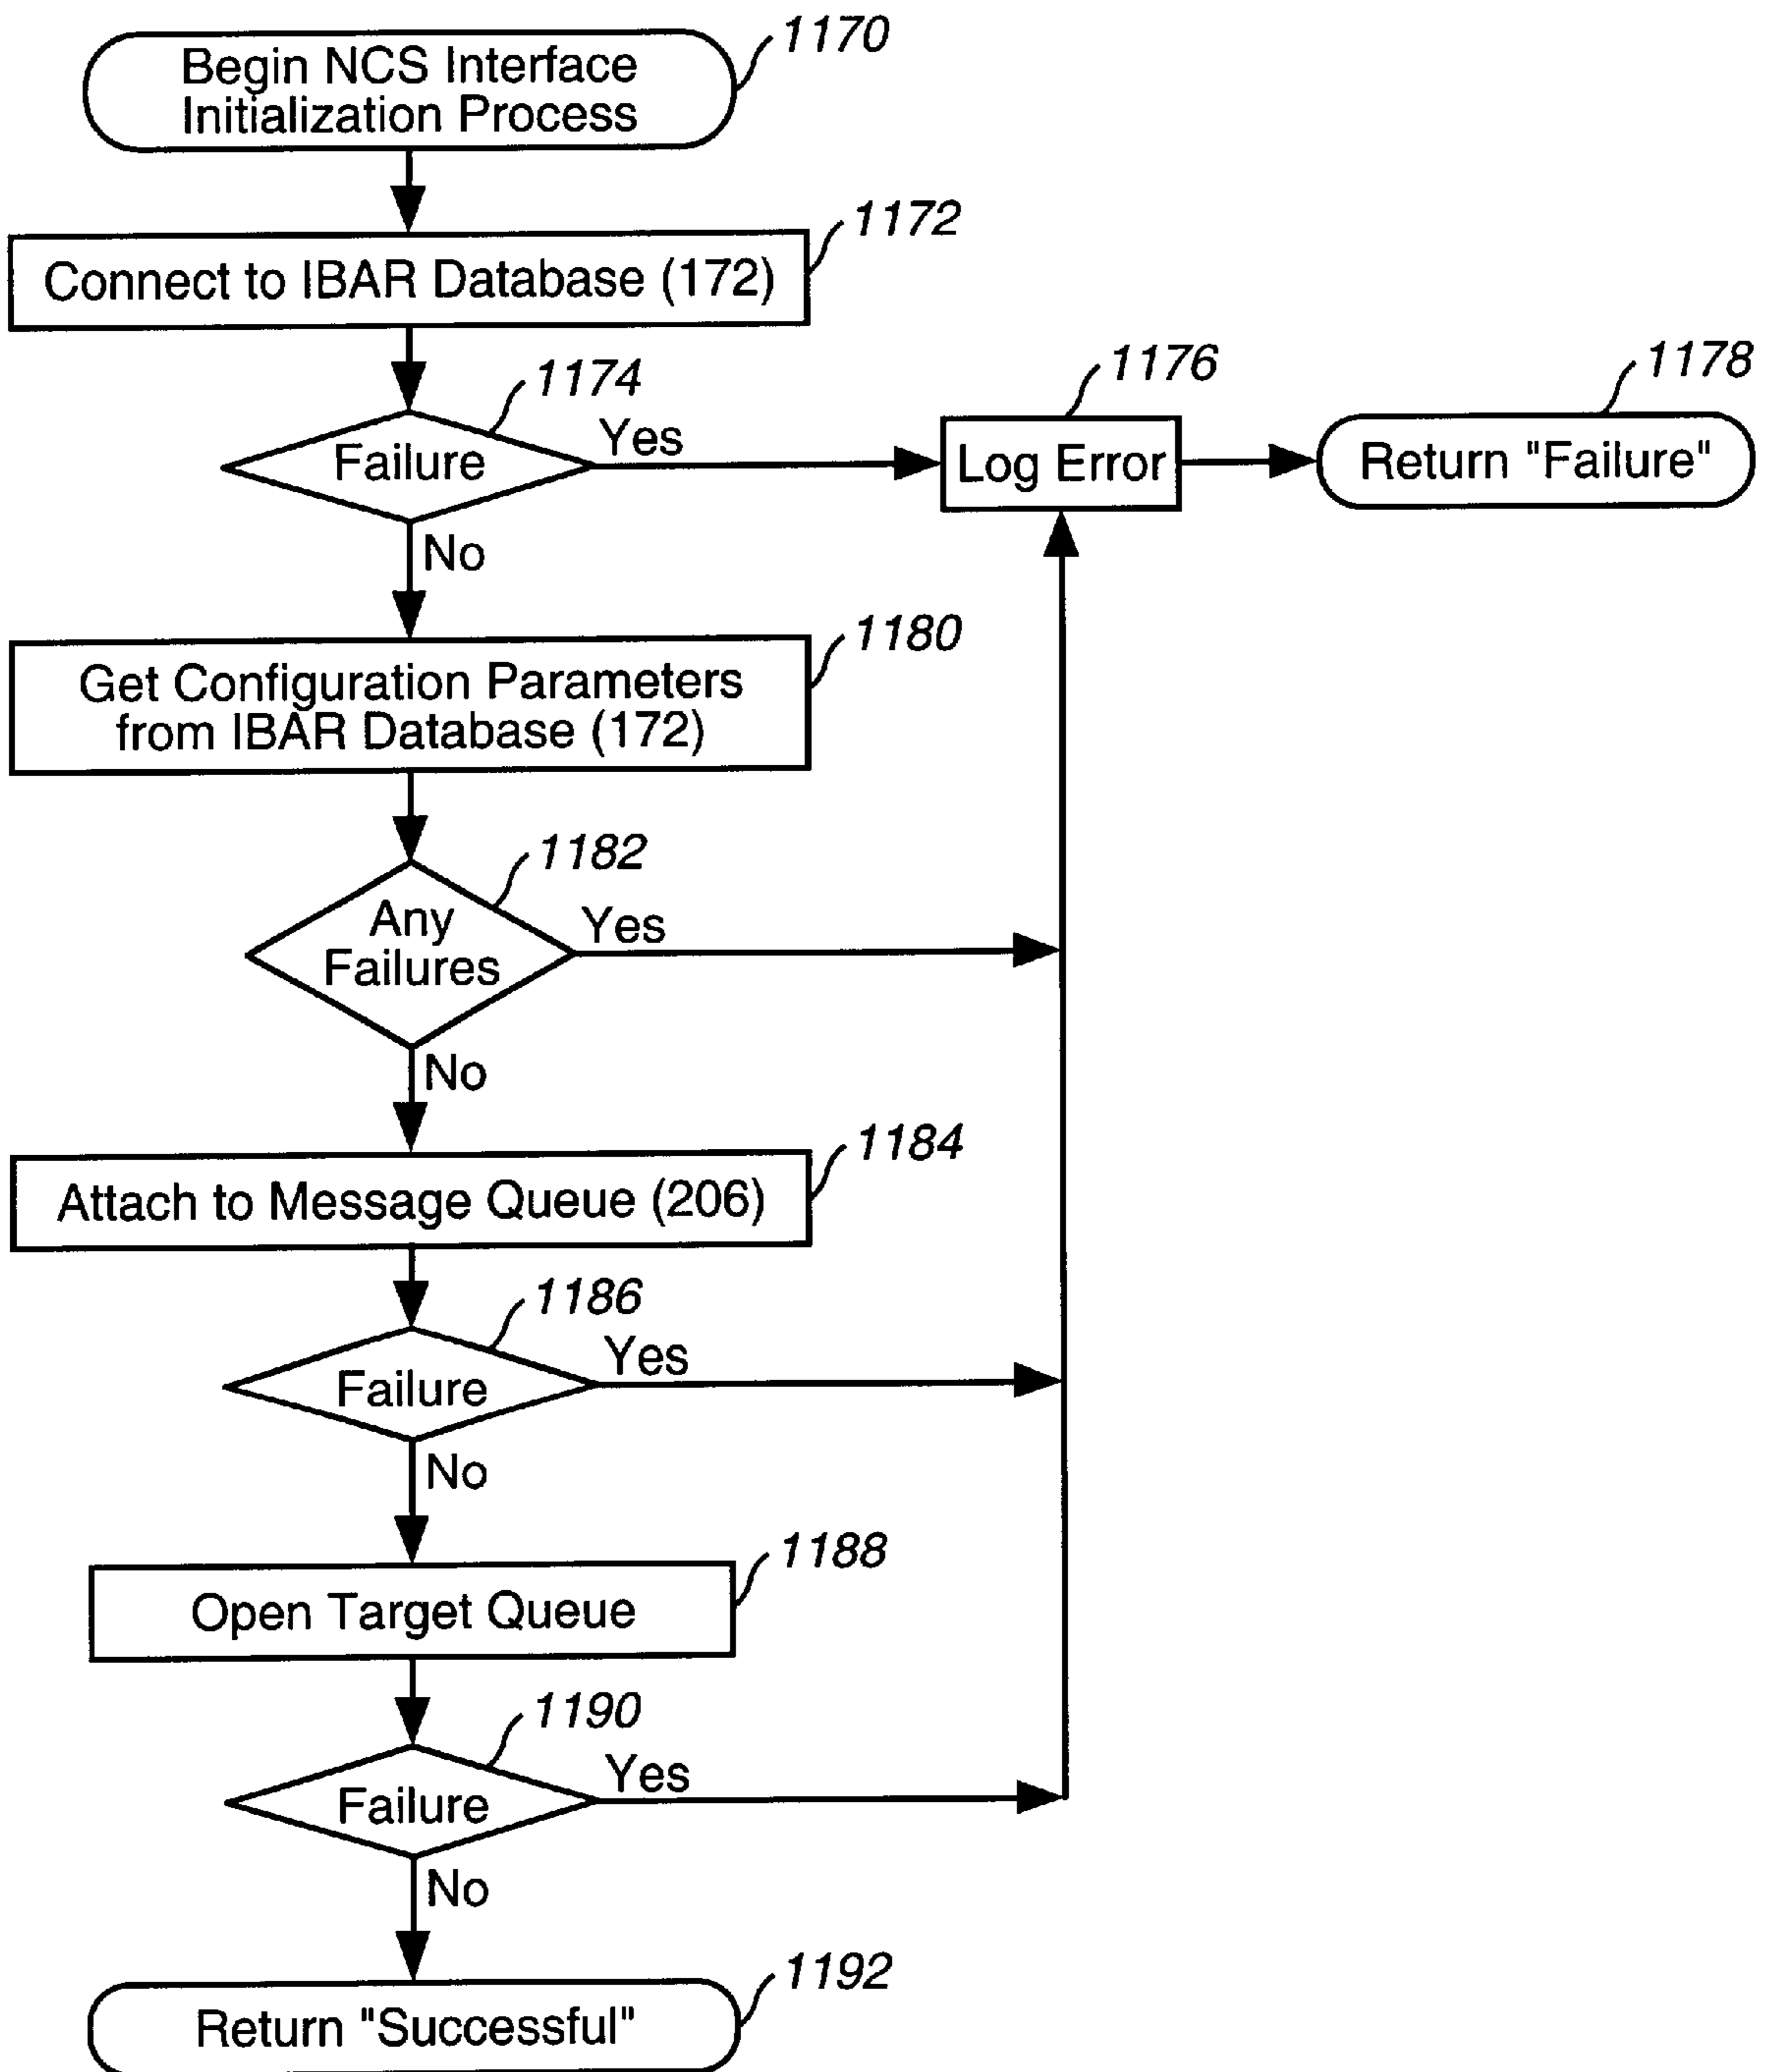 1170
Begin NCS Interface
Initialization Process
1172
Connect to IBAR Database (172)
1174
Failure
Yes
1176
Log Error
1178
Return "Failure"
No
1180
Get Configuration Parameters
from IBAR Database (172)
1182
Any
Failures
Yes
No
1184
Attach to Message Queue (206)
1186
Failure
Yes
No
1188
Open Target Queue
1190
Failure
Yes
No
1192
Return "Successful"